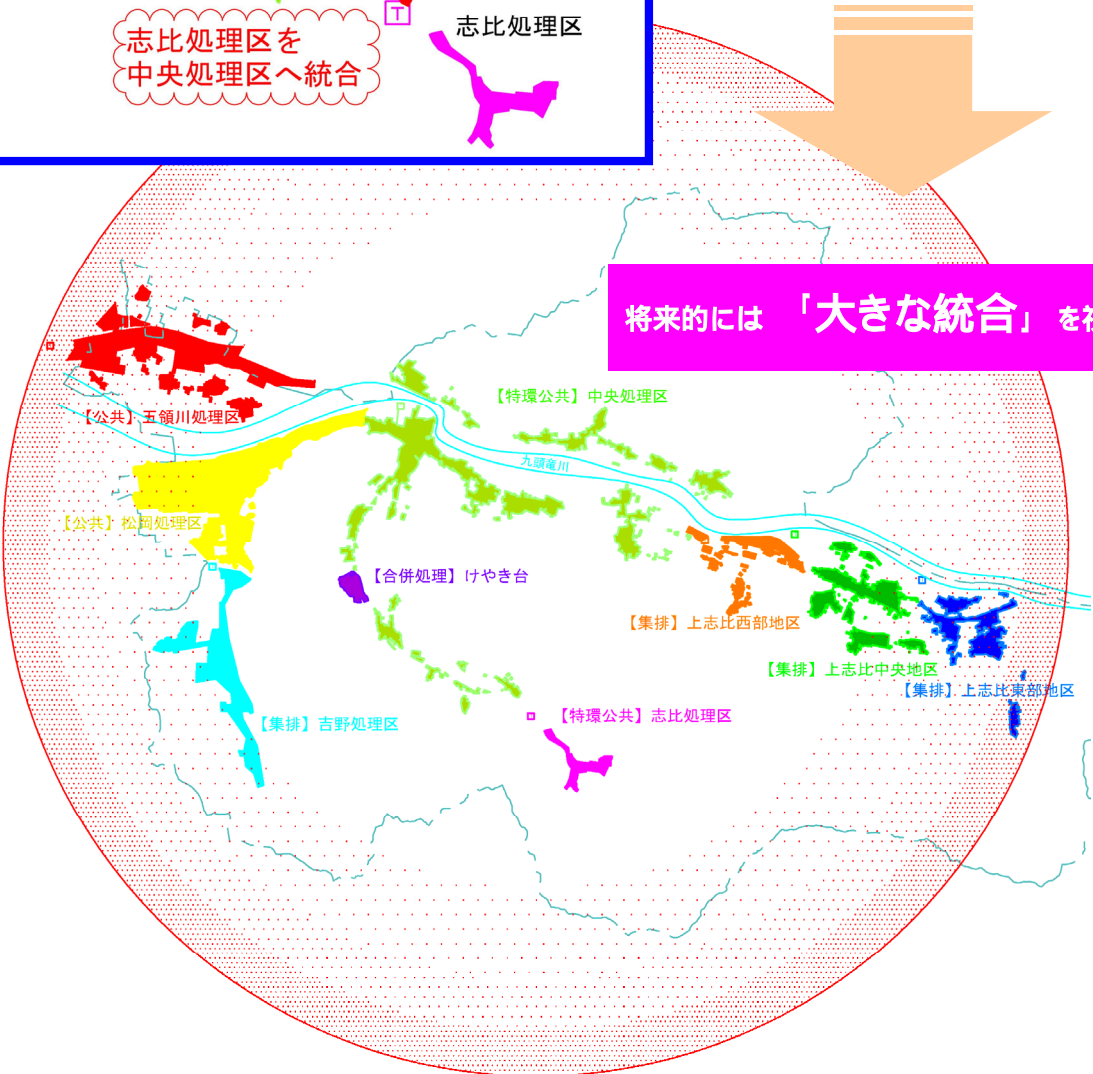 志比処理区
T
志比処理区を
中央処理区へ統合
将来的には 「大きな統合」 を
【特環公共】中央処理区
【公共】五領川処理区
九頭竜川
【公共】松岡処理区
【合併処理】けやき台
【集排】上志比西部地区
【集排】上志比中央地区
【集排】上志比東部地区
【特環公共】志比処理区
【集排】吉野処理区